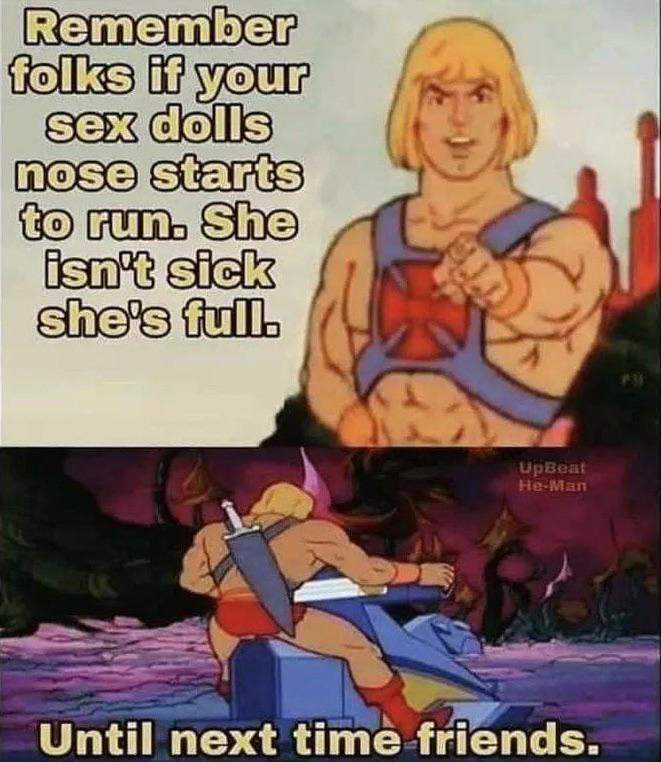 Remember
folks if your
sex dolls
nose starts
to run. She
isn't sick
she's full.
UpBeat
He-Man
Until next time friends.